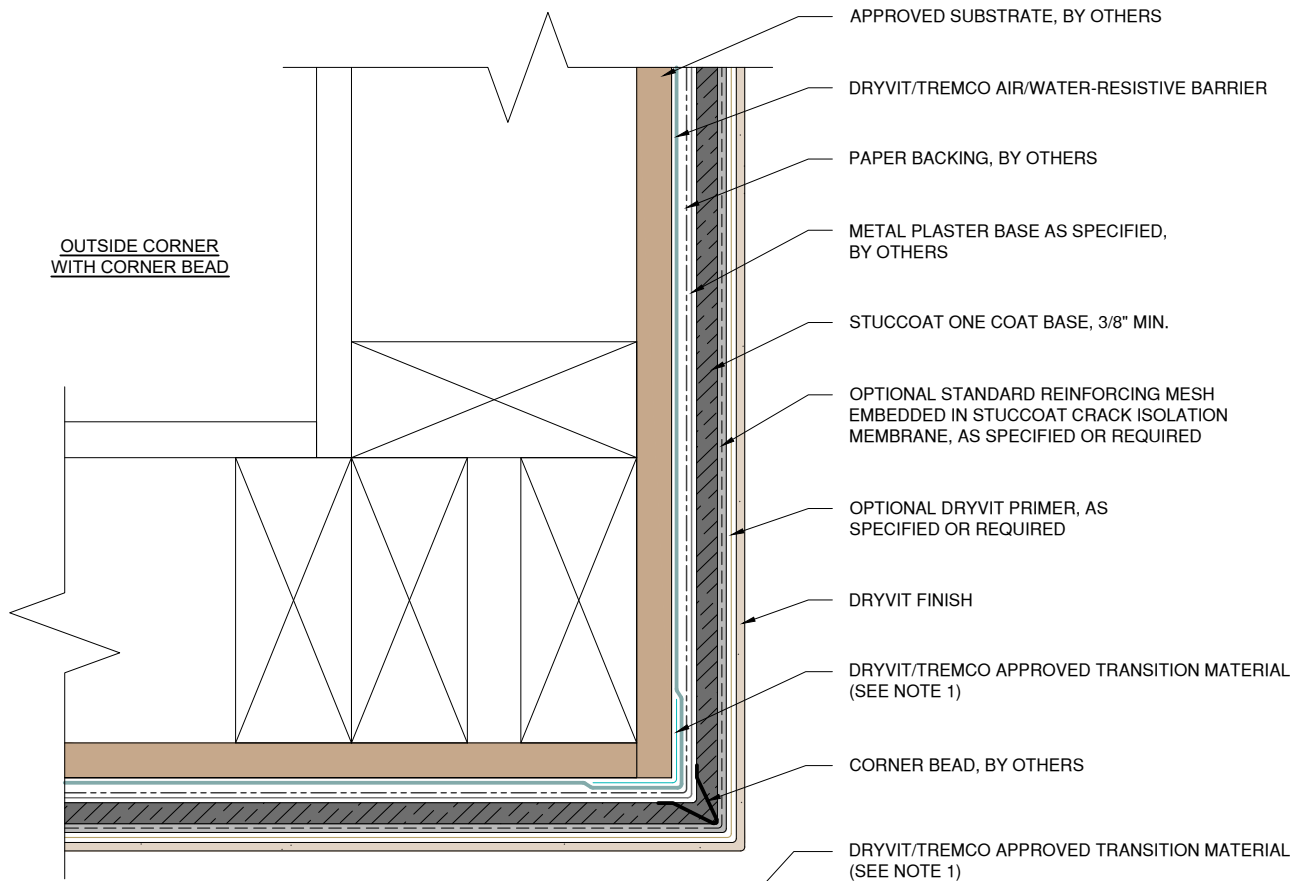 APPROVED SUBSTRATE, BY OTHERS
DRYVIT/TREMCO AIR/WATER-RESISTIVE BARRIER
PAPER BACKING, BY OTHERS
OUTSIDE CORNER
WITH CORNER BEAD
METAL PLASTER BASE AS SPECIFIED,
BY OTHERS
STUCCOAT ONE COAT BASE, 3/8" MIN.
OPTIONAL STANDARD REINFORCING MESH
EMBEDDED IN STUCCOAT CRACK ISOLATION
MEMBRANE, AS SPECIFIED OR REQUIRED
OPTIONAL DRYVIT PRIMER, AS
SPECIFIED OR REQUIRED
DRYVIT FINISH
DRYVIT/TREMCO APPROVED TRANSITION MATERIAL
(SEE NOTE 1)
CORNER BEAD, BY OTHERS
DRYVIT/TREMCO APPROVED TRANSITION MATERIAL
(SEE NOTE 1)